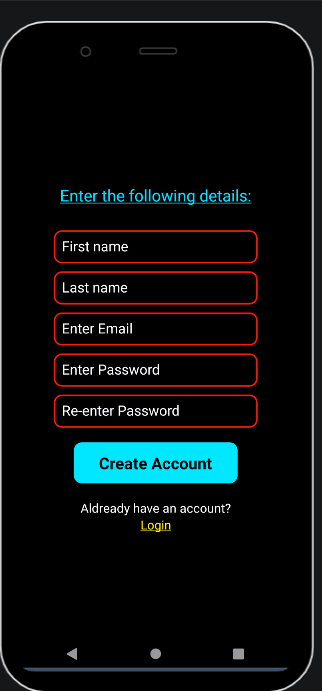 Enter the following details:
First name
Last name
Enter Email
Enter Password
Re-enter Password
Create Account
Aldready have an account?
Login